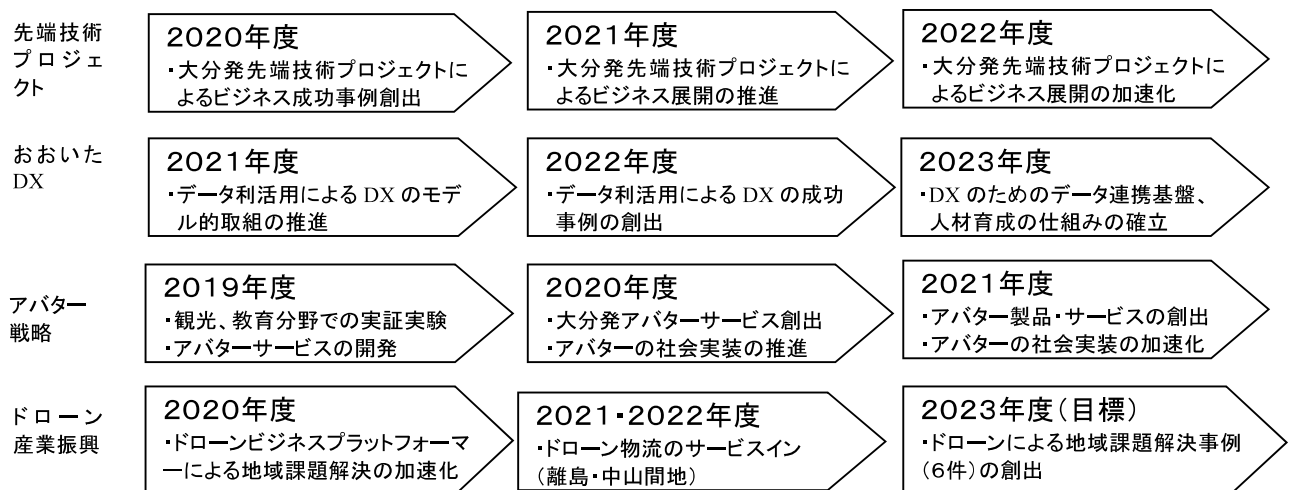 先端技術
プロジェ
クト
2020年度
・大分発先端技術プロジェクトに
よるビジネス成功事例創出
2021年度
・大分発先端技術プロジェクトに
よるビジネス展開の推進
2022年度
・大分発先端技術プロジェクトに
よるビジネス展開の加速化
おおいた
DX
2021年度
・データ利活用による DX のモデ
ル的取組の推進
2022年度
・データ利活用による DX の成功
事例の創出
2023年度
・DX のためのデータ連携基盤、
人材育成の仕組みの確立
アバター
戦略
2019年度
・観光、教育分野での実証実験
・アバターサービスの開発
2020年度
・大分発アバターサービス創出
・アバターの社会実装の推進
2021年度
・アバター製品・サービスの創出
・アバターの社会実装の加速化
ドローン
産業振興
2020年度
・ドローンビジネスプラットフォーマ
ーによる地域課題解決の加速化
2021・2022年度
・ドローン物流のサービスイン
(離島・中山間地)
2023年度(目標)
・ドローンによる地域課題解決事例
(6件)の創出